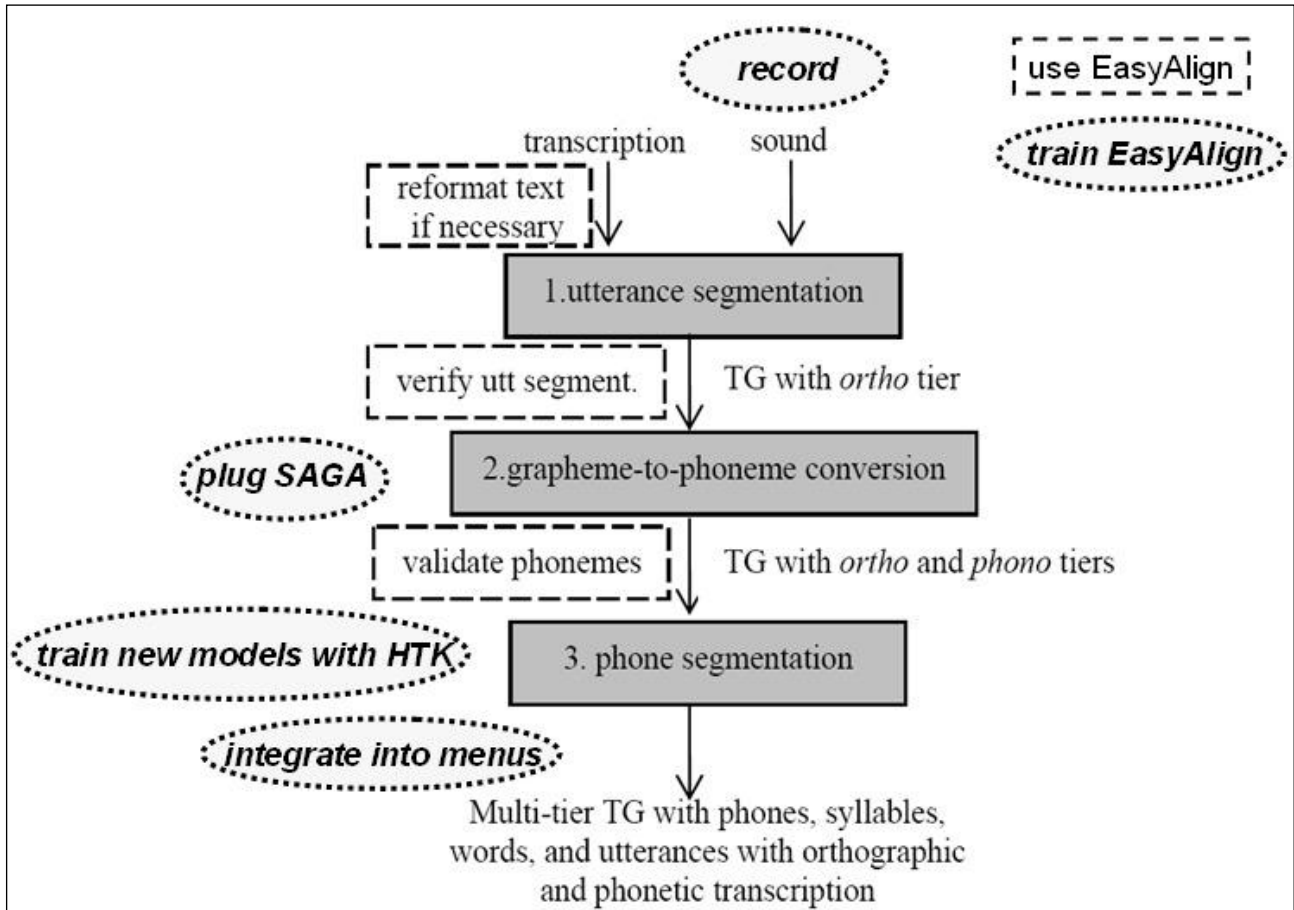 record
use EasyAlign
train EasyAlign
transcription
sound
reformat text
if necessary
1.utterance segmentation
verify utt segment.
TG with ortho tier
plug SAGA
2.grapheme-to-phoneme conversion
validate phonemes
TG with ortho and phono tiers
train new models with HTK
3. phone segmentation
integrate into menus
Multi-tier TG with phones, syllables,
words, and utterances with orthographic
and phonetic transcription